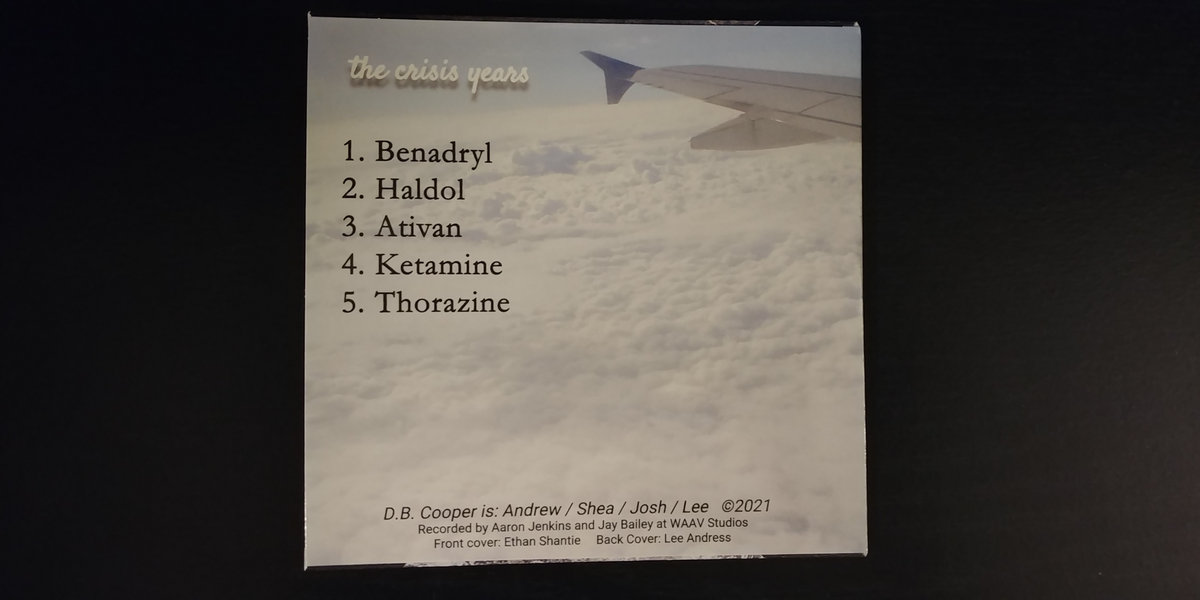 the crisis years
1. Benadryl
2. Haldol
3. Ativan
4. Ketamine
5. Thorazine
D.B. Cooper is: Andrew / Shea / Josh / Lee ©2021
Recorded by Aaron Jenkins and Jay Bailey at WAAV Studios
Front cover: Ethan Shantie Back Cover: Lee Andress